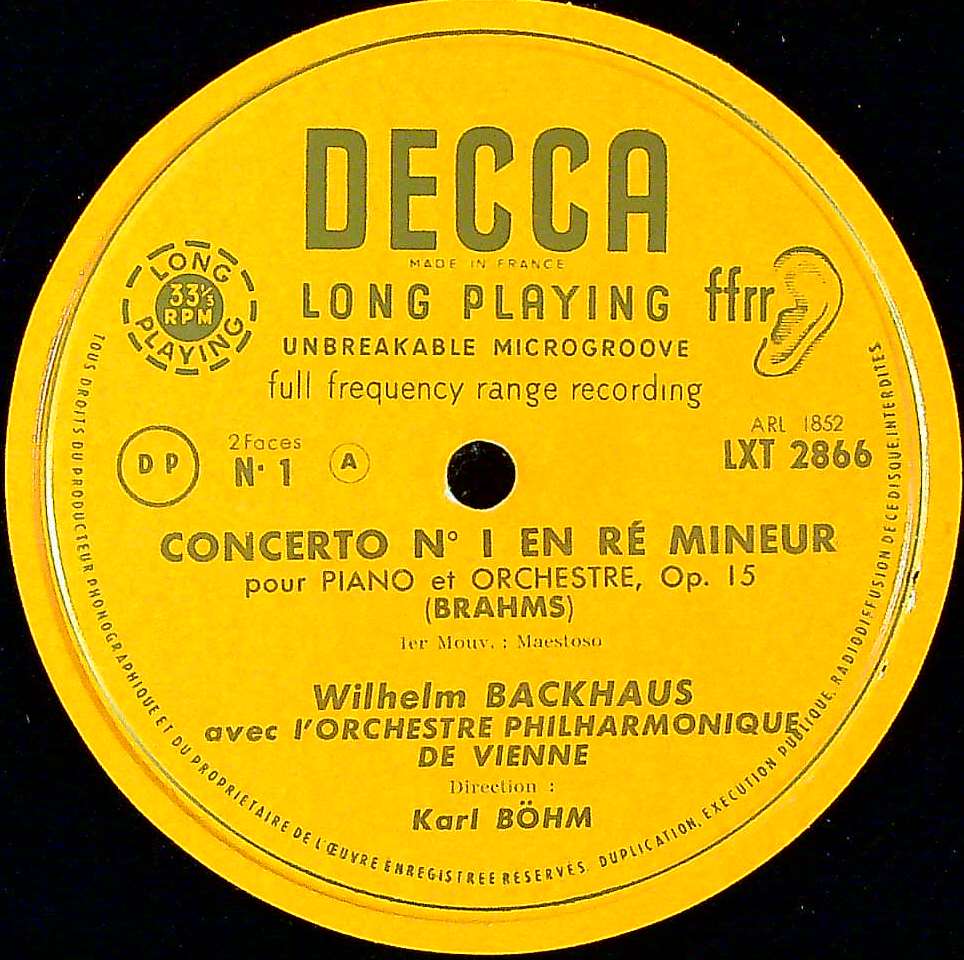 DECCA
MADE IN FRANCE
LONG PLAYING
33⅓ RPM
LONG PLAYING
ffrr
UNBREAKABLE MICROGROOVE
full frequency range recording
DP
2 Faces
N· 1
A
ARL 1852
LXT 2866
CONCERTO N° I EN RÉ MINEUR
pour PIANO et ORCHESTRE, Op. 15
(BRAHMS)
1er Mouv. : Maestoso
Wilhelm BACKHAUS
avec l'ORCHESTRE PHILHARMONIQUE
DE VIENNE
Direction :
Karl BÖHM
TOUS DROITS DU PRODUCTEUR PHONOGRAPHIQUE ET DU PROPRIETAIRE DE L'ŒUVRE ENREGISTREE RESERVES. DUPLICATION, EXECUTION PUBLIQUE, RADIODIFFUSION DE CE DISQUE INTERDITES